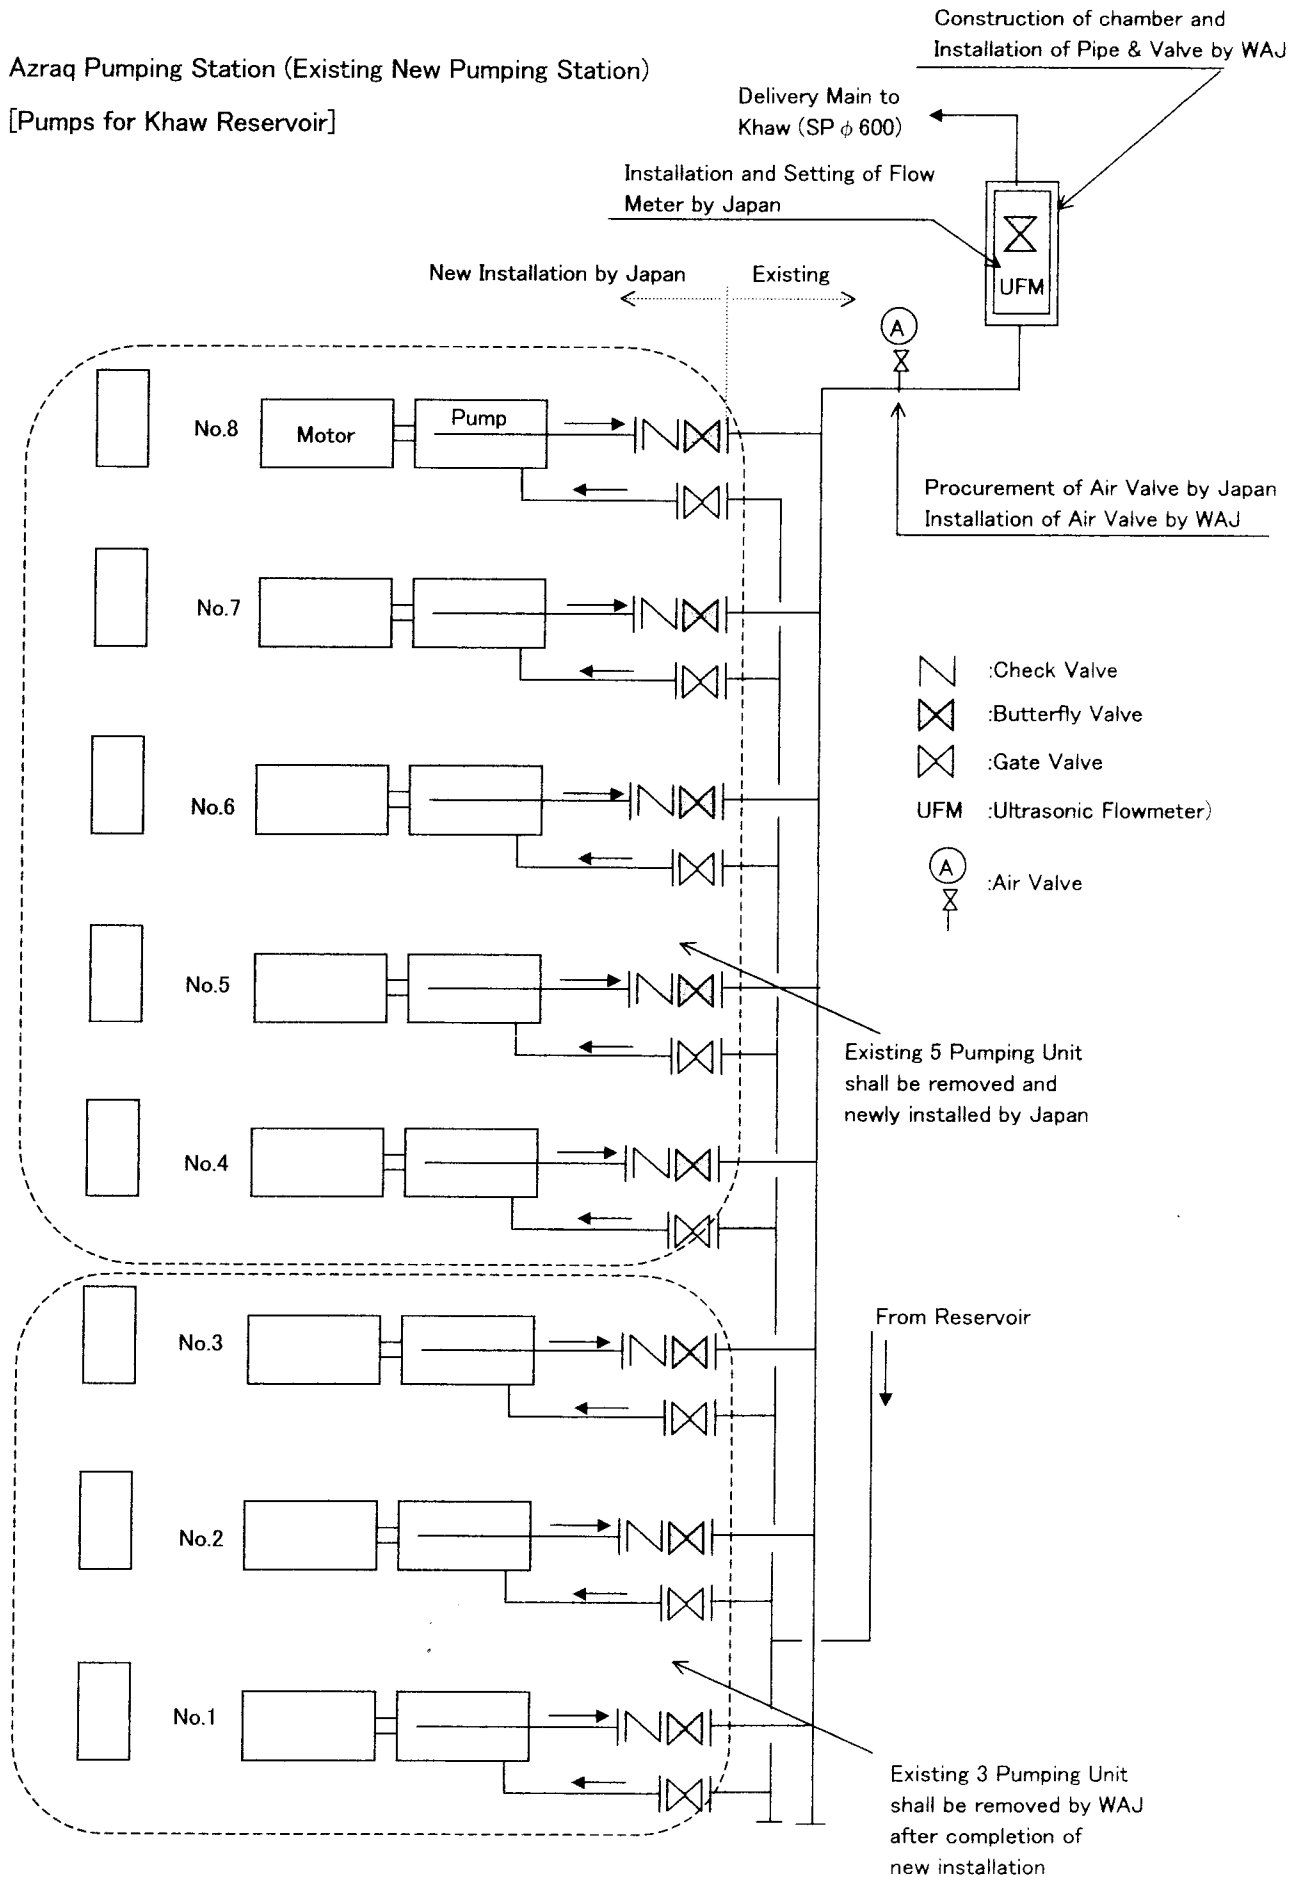 Construction of chamber and
Installation of Pipe & Valve by WAJ
Azraq Pumping Station (Existing New Pumping Station)
[Pumps for Khaw Reservoir]
Delivery Main to
Khaw (SP ϕ 600)
Installation and Setting of Flow
Meter by Japan
UFM
New Installation by Japan
Existing
A
No.8
Motor
Pump
Procurement of Air Valve by Japan
Installation of Air Valve by WAJ
No.7
:Check Valve
:Butterfly Valve
:Gate Valve
UFM :Ultrasonic Flowmeter)
A :Air Valve
No.6
No.5
Existing 5 Pumping Unit
shall be removed and
newly installed by Japan
No.4
No.3
From Reservoir
No.2
No.1
Existing 3 Pumping Unit
shall be removed by WAJ
after completion of
new installation